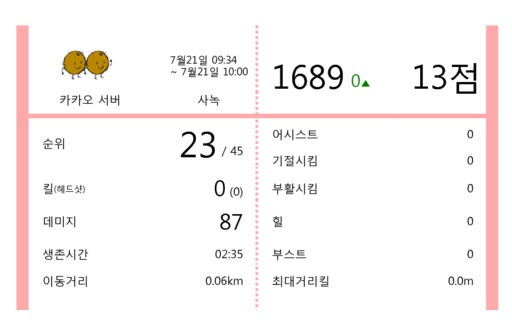 7월21일 09:34
~ 7월21일 10:00
카카오 서버
사녹
1689 0▲
13점
순위 23 / 45
킬(헤드샷) 0 (0)
데미지 87
생존시간 02:35
이동거리 0.06km
어시스트 0
기절시킴 0
부활시킴 0
힐 0
부스트 0
최대거리킬 0.0m